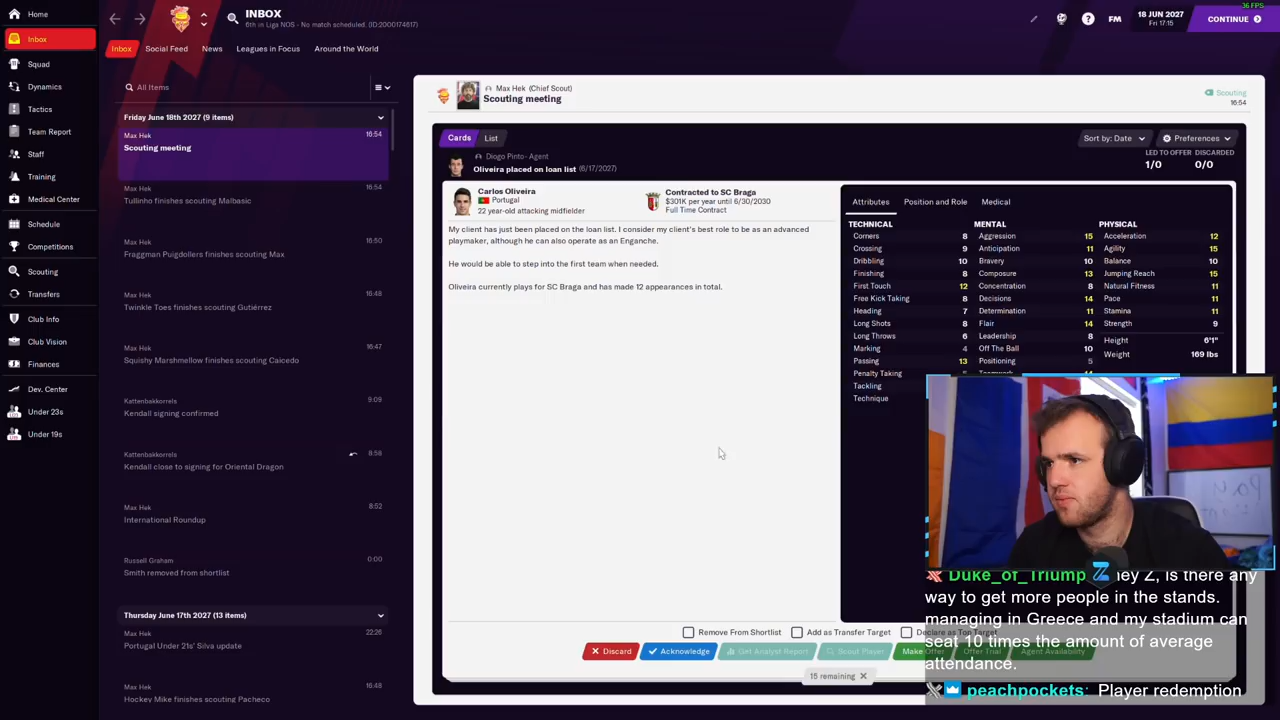 36 FPS
Home
INBOX
6th in Liga NOS - No match scheduled. (ID:2000174617)
FM
18 JUN 2027
Fri 17:15
CONTINUE
Inbox
Squad
Dynamics
Tactics
Team Report
Staff
Training
Medical Center
Schedule
Competitions
Scouting
Transfers
Club Info
Club Vision
Finances
Dev. Center
Under 23s
Under 19s
Inbox
Social Feed
News
Leagues in Focus
Around the World
All Items
Friday June 18th 2027 (9 items)
Max Hek
16:54
Scouting meeting
Max Hek
16:54
Tullinho finishes scouting Malbasic
Max Hek
16:50
Fraggman Puigdollers finishes scouting Max
Max Hek
16:48
Twinkle Toes finishes scouting Gutiérrez
Max Hek
16:47
Squishy Marshmellow finishes scouting Caicedo
Kattenbakkorrels
9:09
Kendall signing confirmed
Kattenbakkorrels
8:58
Kendall close to signing for Oriental Dragon
Max Hek
8:52
International Roundup
Russell Graham
0:00
Smith removed from shortlist
Thursday June 17th 2027 (13 items)
Max Hek
22:26
Portugal Under 21s' Silva update
Max Hek
16:48
Hockey Mike finishes scouting Pacheco
Max Hek (Chief Scout)
Scouting meeting
Scouting
16:54
Cards
List
Sort by: Date
Preferences
Diogo Pinto - Agent
Oliveira placed on loan list (6/17/2027)
LED TO OFFER
1/0
DISCARDED
0/0
Carlos Oliveira
Portugal
22 year-old attacking midfielder
Contracted to SC Braga
$301K per year until 6/30/2030
Full Time Contract
My client has just been placed on the loan list. I consider my client's best role to be as an advanced
playmaker, although he can also operate as an Enganche.
He would be able to step into the first team when needed.
Oliveira currently plays for SC Braga and has made 12 appearances in total.
Attributes
Position and Role
Medical
TECHNICAL
MENTAL
PHYSICAL
Corners 8 Aggression 15 Acceleration 12
Crossing 9 Anticipation 11 Agility 15
Dribbling 10 Bravery 10 Balance 10
Finishing 8 Composure 13 Jumping Reach 15
First Touch 12 Concentration 8 Natural Fitness 11
Free Kick Taking 8 Decisions 14 Pace 11
Heading 7 Determination 11 Stamina 11
Long Shots 8 Flair 14 Strength 9
Long Throws 6 Leadership 8 Height 6'1"
Marking 4 Off The Ball 10 Weight 169 lbs
Passing 13 Positioning 5
Penalty Taking
Tackling
Technique
Remove From Shortlist
Add as Transfer Target
Declare as Top Target
Discard
Acknowledge
Get Analyst Report
Scout Player
Make Offer
Offer Trial
Agent Availability
15 remaining
Duke_of_Triump hey Z, is there any
way to get more people in the stands.
managing in Greece and my stadium can
seat 10 times the amount of average
attendance.
peachpockets: Player redemption